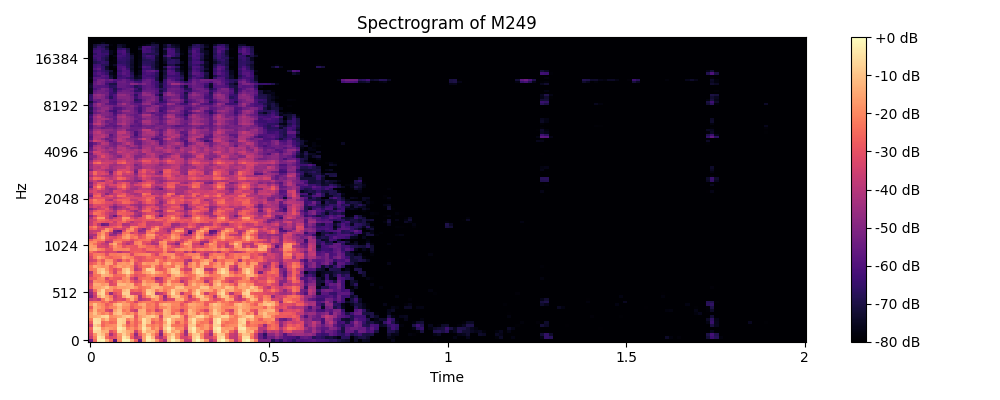 Spectrogram of M249
16384
8192
4096
2048
1024
512
0
Hz
0
0.5
1
1.5
2
Time
+0 dB
-10 dB
-20 dB
-30 dB
-40 dB
-50 dB
-60 dB
-70 dB
-80 dB